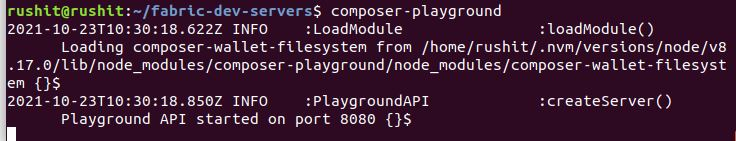 rushit@rushit:~/fabric-dev-servers$ composer-playground
2021-10-23T10:30:18.622Z INFO    :LoadModule              :loadModule()
      Loading composer-wallet-filesystem from /home/rushit/.nvm/versions/node/v8
.17.0/lib/node_modules/composer-playground/node_modules/composer-wallet-filesyst
em {}$
2021-10-23T10:30:18.850Z INFO    :PlaygroundAPI           :createServer()
      Playground API started on port 8080 {}$